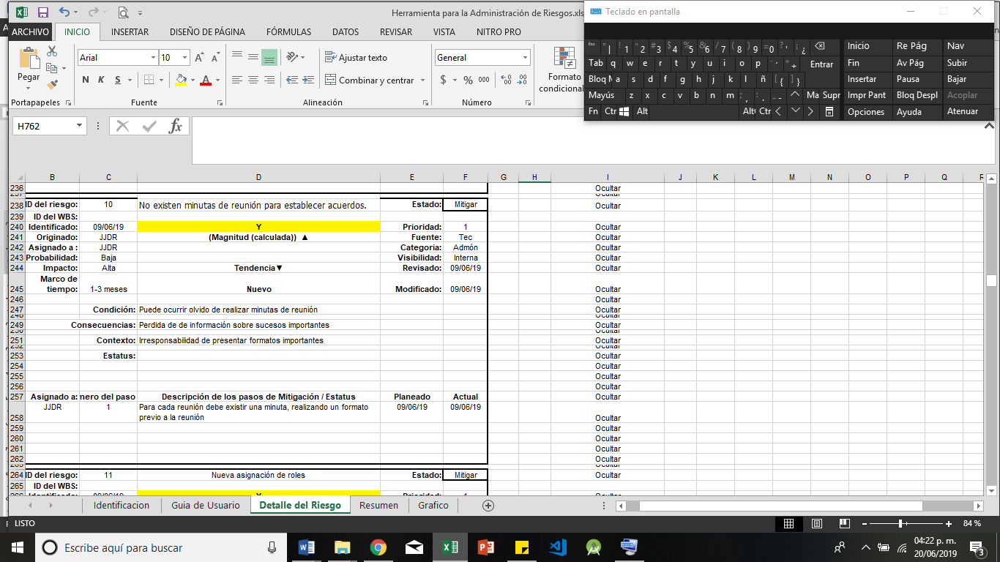 Herramienta para la Administración de Riesgos.xls
Teclado en pantalla
ARCHIVO INICIO INSERTAR DISEÑO DE PÁGINA FÓRMULAS DATOS REVISAR VISTA NITRO PRO
Pegar
Arial 10
N K S
Ajustar texto
Combinar y centrar
General
$ % 000
Formato
condicional
Portapapeles Fuente Alineación Número
Esc ° | ! 1 " 2 # 3 $ 4 % 5 & 6 / 7 ( 8 ) 9 = 0 ? ' ¡ ¿ Inicio Re Pág Nav
Tab q w e r t y u i o p ¨ ´ * + Entrar Fin Av Pág Subir
Bloq M a s d f g h j k l ñ [ { ] } Insertar Pausa Bajar
Mayús z x c v b n m ; , : . _ - Ma Supr Impr Pant Bloq Despl Acoplar
Fn Ctr Alt Alt Ctr Opciones Ayuda Atenuar
H762
B C D E F G H I J K L M N O P Q R
236 Ocultar
237 Ocultar
238 ID del riesgo: 10 No existen minutas de reunión para establecer acuerdos. Estado: Mitigar Ocultar
239 ID del WBS:
240 Identificado: 09/06/19 Y Prioridad: 1 Ocultar
241 Originado: JJDR (Magnitud (calculada)) ▲ Fuente: Tec Ocultar
242 Asignado a : JJDR Categoria: Admón Ocultar
243 Probabilidad: Baja Visibilidad: Interna Ocultar
244 Impacto: Alta Tendencia▼ Revisado: 09/06/19 Ocultar
Marco de
245 tiempo: 1-3 meses Nuevo Modificado: 09/06/19 Ocultar
246 Ocultar
247 Condición: Puede ocurrir olvido de realizar minutas de reunión Ocultar
248 Ocultar
249 Consecuencias: Perdida de de información sobre sucesos importantes Ocultar
250 Ocultar
251 Contexto: Irresponsabilidad de presentar formatos importantes Ocultar
252 Ocultar
253 Estatus: Ocultar
254 Ocultar
255 Ocultar
256 Ocultar
257 Asignado a: nero del paso Descripción de los pasos de Mitigación / Estatus Planeado Actual Ocultar
JJDR 1 Para cada reunión debe existir una minuta, realizando un formato 09/06/19 09/06/19
258 previo a la reunión Ocultar
259 Ocultar
260 Ocultar
261 Ocultar
262 Ocultar
263 Ocultar
264 ID del riesgo: 11 Nueva asignación de roles Estado: Mitigar Ocultar
265 ID del WBS:
266 Identificado: 09/06/19 Y Prioridad: 1 Ocultar
Identificacion Guia de Usuario Detalle del Riesgo Resumen Grafico
LISTO 84 %
Escribe aquí para buscar
04:22 p. m.
20/06/2019
3